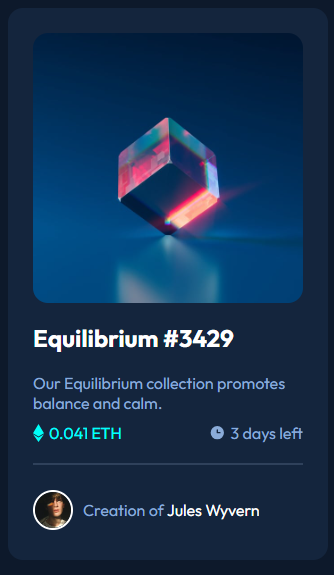 Equilibrium #3429
Our Equilibrium collection promotes
balance and calm.
0.041 ETH
3 days left
Creation of Jules Wyvern